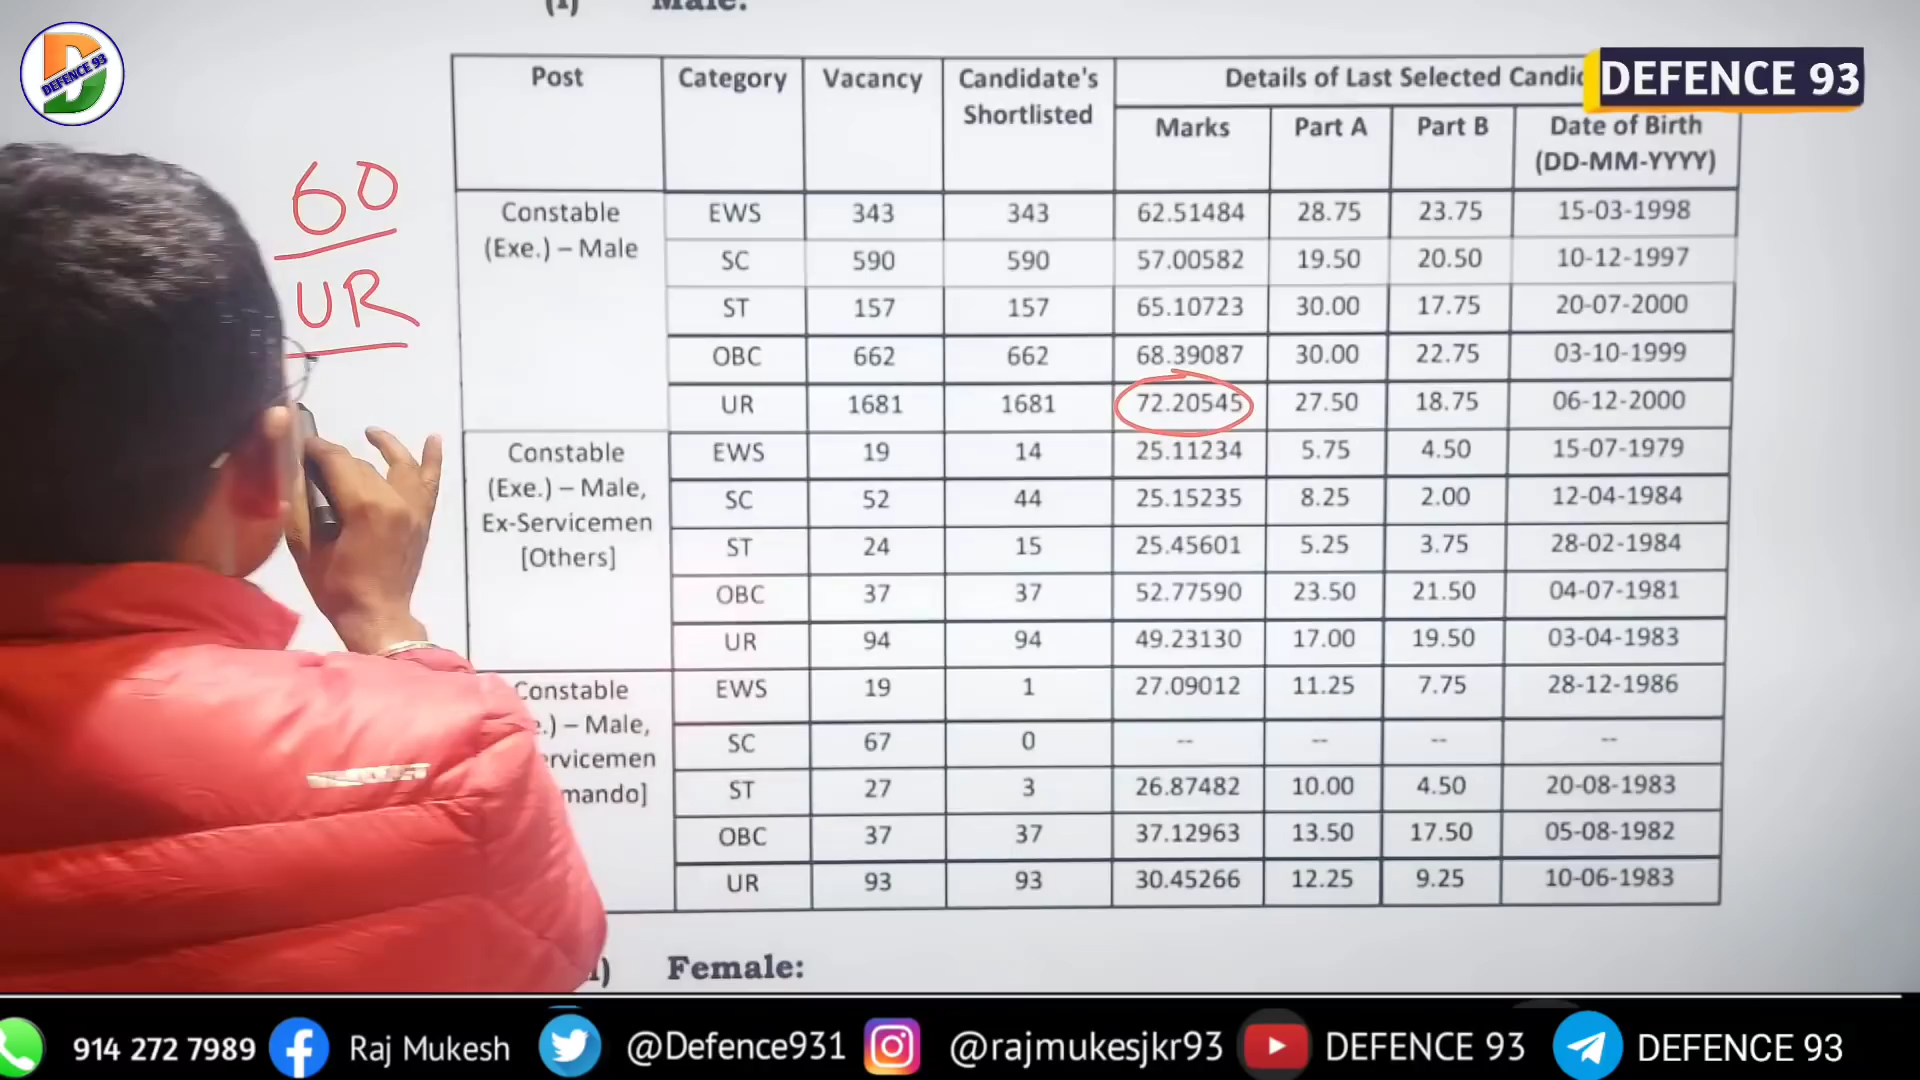 (i) Male:
DEFENCE 93
DEFENCE 93
Post Category Vacancy Candidate's Shortlisted Details of Last Selected
Marks Part A Part B Date of Birth (DD-MM-YYYY)
60
UR
Constable (Exe.) – Male
EWS 343 343 62.51484 28.75 23.75 15-03-1998
SC 590 590 57.00582 19.50 20.50 10-12-1997
ST 157 157 65.10723 30.00 17.75 20-07-2000
OBC 662 662 68.39087 30.00 22.75 03-10-1999
UR 1681 1681 72.20545 27.50 18.75 06-12-2000
Constable (Exe.) – Male, Ex-Servicemen [Others]
EWS 19 14 25.11234 5.75 4.50 15-07-1979
SC 52 44 25.15235 8.25 2.00 12-04-1984
ST 24 15 25.45601 5.25 3.75 28-02-1984
OBC 37 37 52.77590 23.50 21.50 04-07-1981
UR 94 94 49.23130 17.00 19.50 03-04-1983
Constable – Male,
EWS 19 1 27.09012 11.25 7.75 28-12-1986
SC 67 0 -- -- -- --
ST 27 3 26.87482 10.00 4.50 20-08-1983
OBC 37 37 37.12963 13.50 17.50 05-08-1982
UR 93 93 30.45266 12.25 9.25 10-06-1983
Female:
914 272 7989 Raj Mukesh @Defence931 @rajmukesjkr93 DEFENCE 93 DEFENCE 93